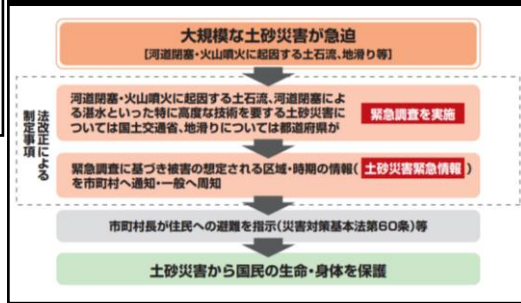 大規模な土砂災害が急迫
[河道閉塞・火山噴火に起因する土石流、地滑り等]
法改正による
制定事項
河道閉塞・火山噴火に起因する土石流、河道閉塞によ
る湛水といった特に高度な技術を要する土砂災害に
ついては国土交通省、地滑りについては都道府県が
緊急調査を実施
緊急調査に基づき被害の想定される区域・時期の情報(土砂災害緊急情報)
を市町村へ通知・一般へ周知
市町村長が住民への避難を指示(災害対策基本法第60条)等
土砂災害から国民の生命・身体を保護